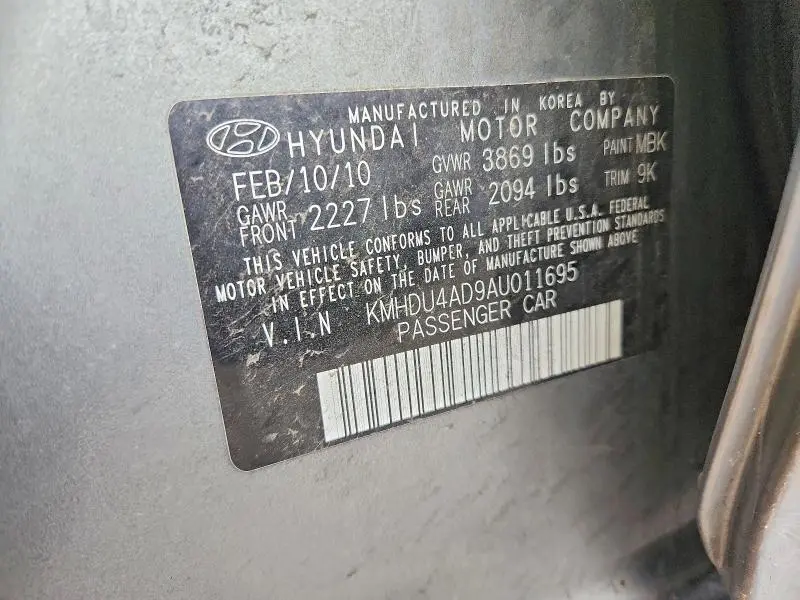 MANUFACTURED IN KOREA BY
HYUNDAI MOTOR COMPANY
FEB/10/10 GVWR 3869 lbs PAINT MBK
GAWR FRONT 2227 lbs GAWR REAR 2094 lbs TRIM 9K
THIS VEHICLE CONFORMS TO ALL APPLICABLE U.S.A. FEDERAL
MOTOR VEHICLE SAFETY, BUMPER, AND THEFT PREVENTION STANDARDS
IN EFFECT ON THE DATE OF MANUFACTURE SHOWN ABOVE
V.I.N KMHDU4AD9AU011695
PASSENGER CAR